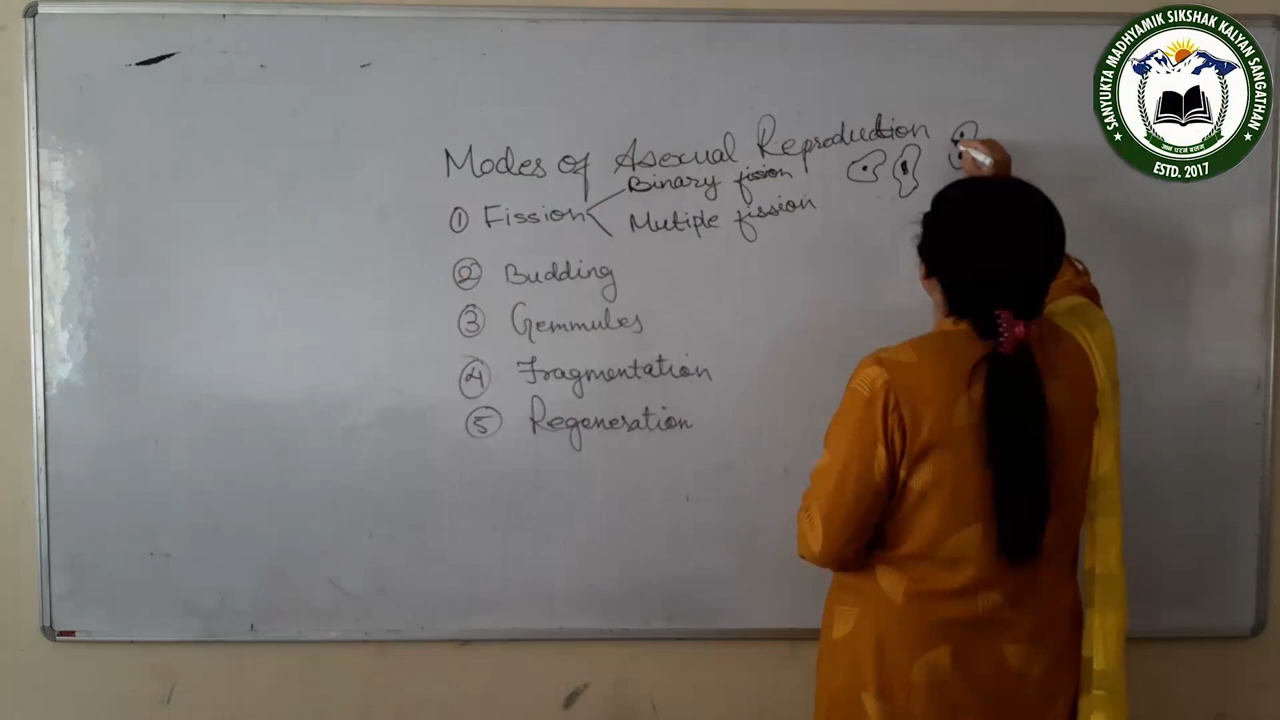 Modes of Asexual Reproduction
① Fission
Binary fission
Mutiple fission
② Budding
③ Gemmules
④ Fragmentation
⑤ Regeneration
SANYUKTA MADHYAMIK SIKSHAK KALYAN SANGATHAN
ESTD. 2017